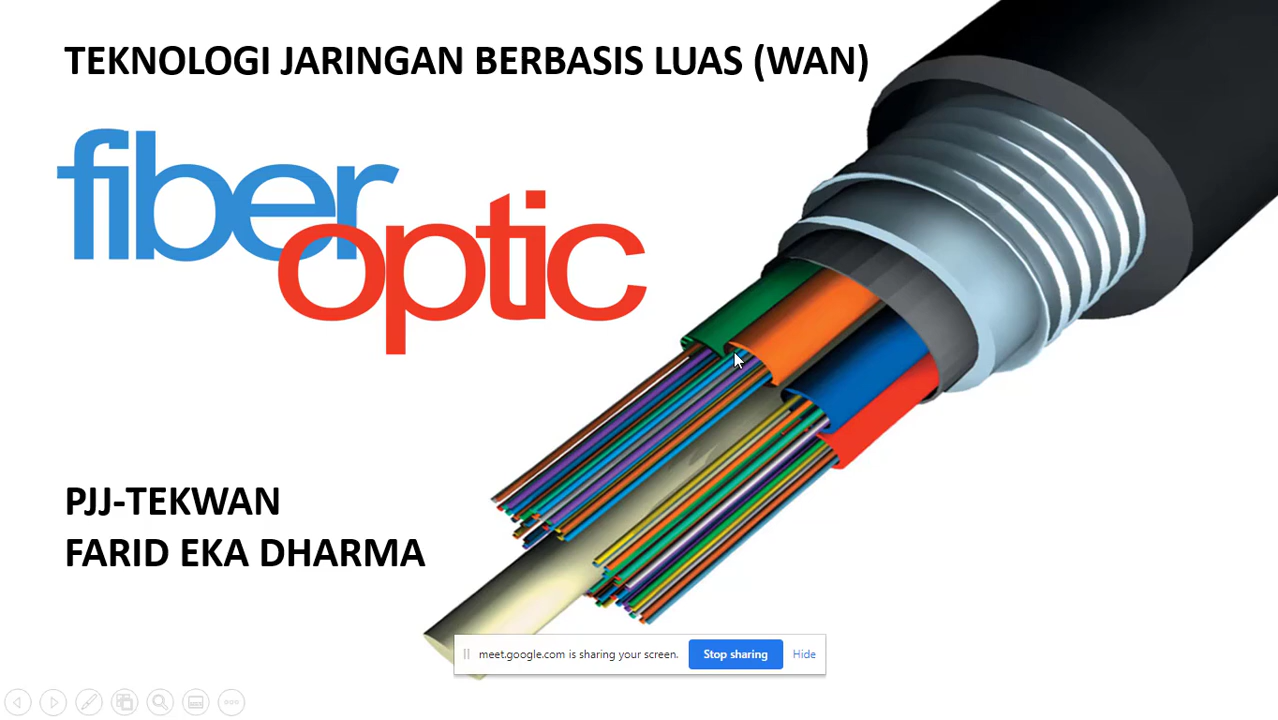 TEKNOLOGI JARINGAN BERBASIS LUAS (WAN)
fiber
optic
PJJ-TEKWAN
FARID EKA DHARMA
meet.google.com is sharing your screen. Stop sharing Hide